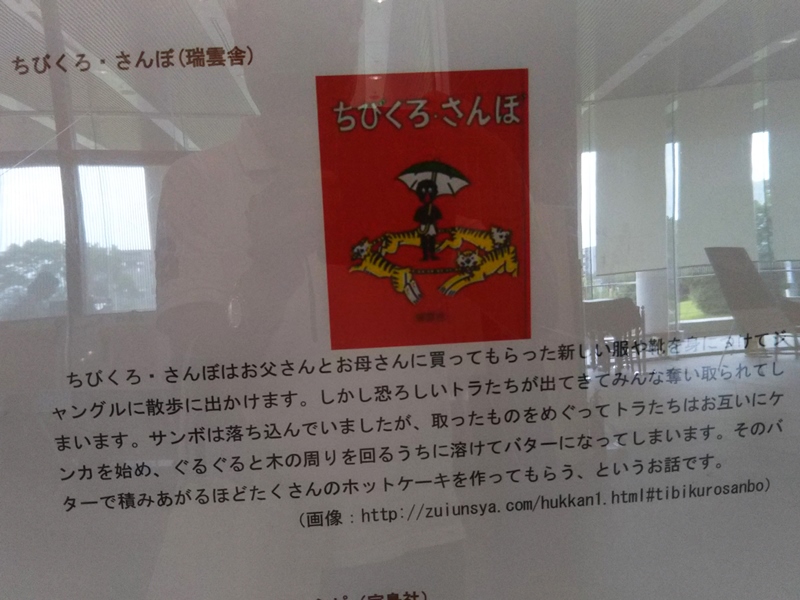 ちびくろ・さんぼ(瑞雲舎)
ちびくろ・さんぼ
ちびくろ・さんぼはお父さんとお母さんに買ってもらった新しい服や靴を身につけてジ
ャングルに散歩に出かけます。しかし恐ろしいトラたちが出てきてみんな奪い取られてし
まいます。サンボは落ち込んでいましたが、取ったものをめぐってトラたちはお互いにケ
ンカを始め、ぐるぐると木の周りを回るうちに溶けてバターになってしまいます。そのバ
ターで積みあがるほどたくさんのホットケーキを作ってもらう、というお話です。
(画像：http://zuiunsya.com/hukkan1.html#tibikurosanbo)
(宝島社)